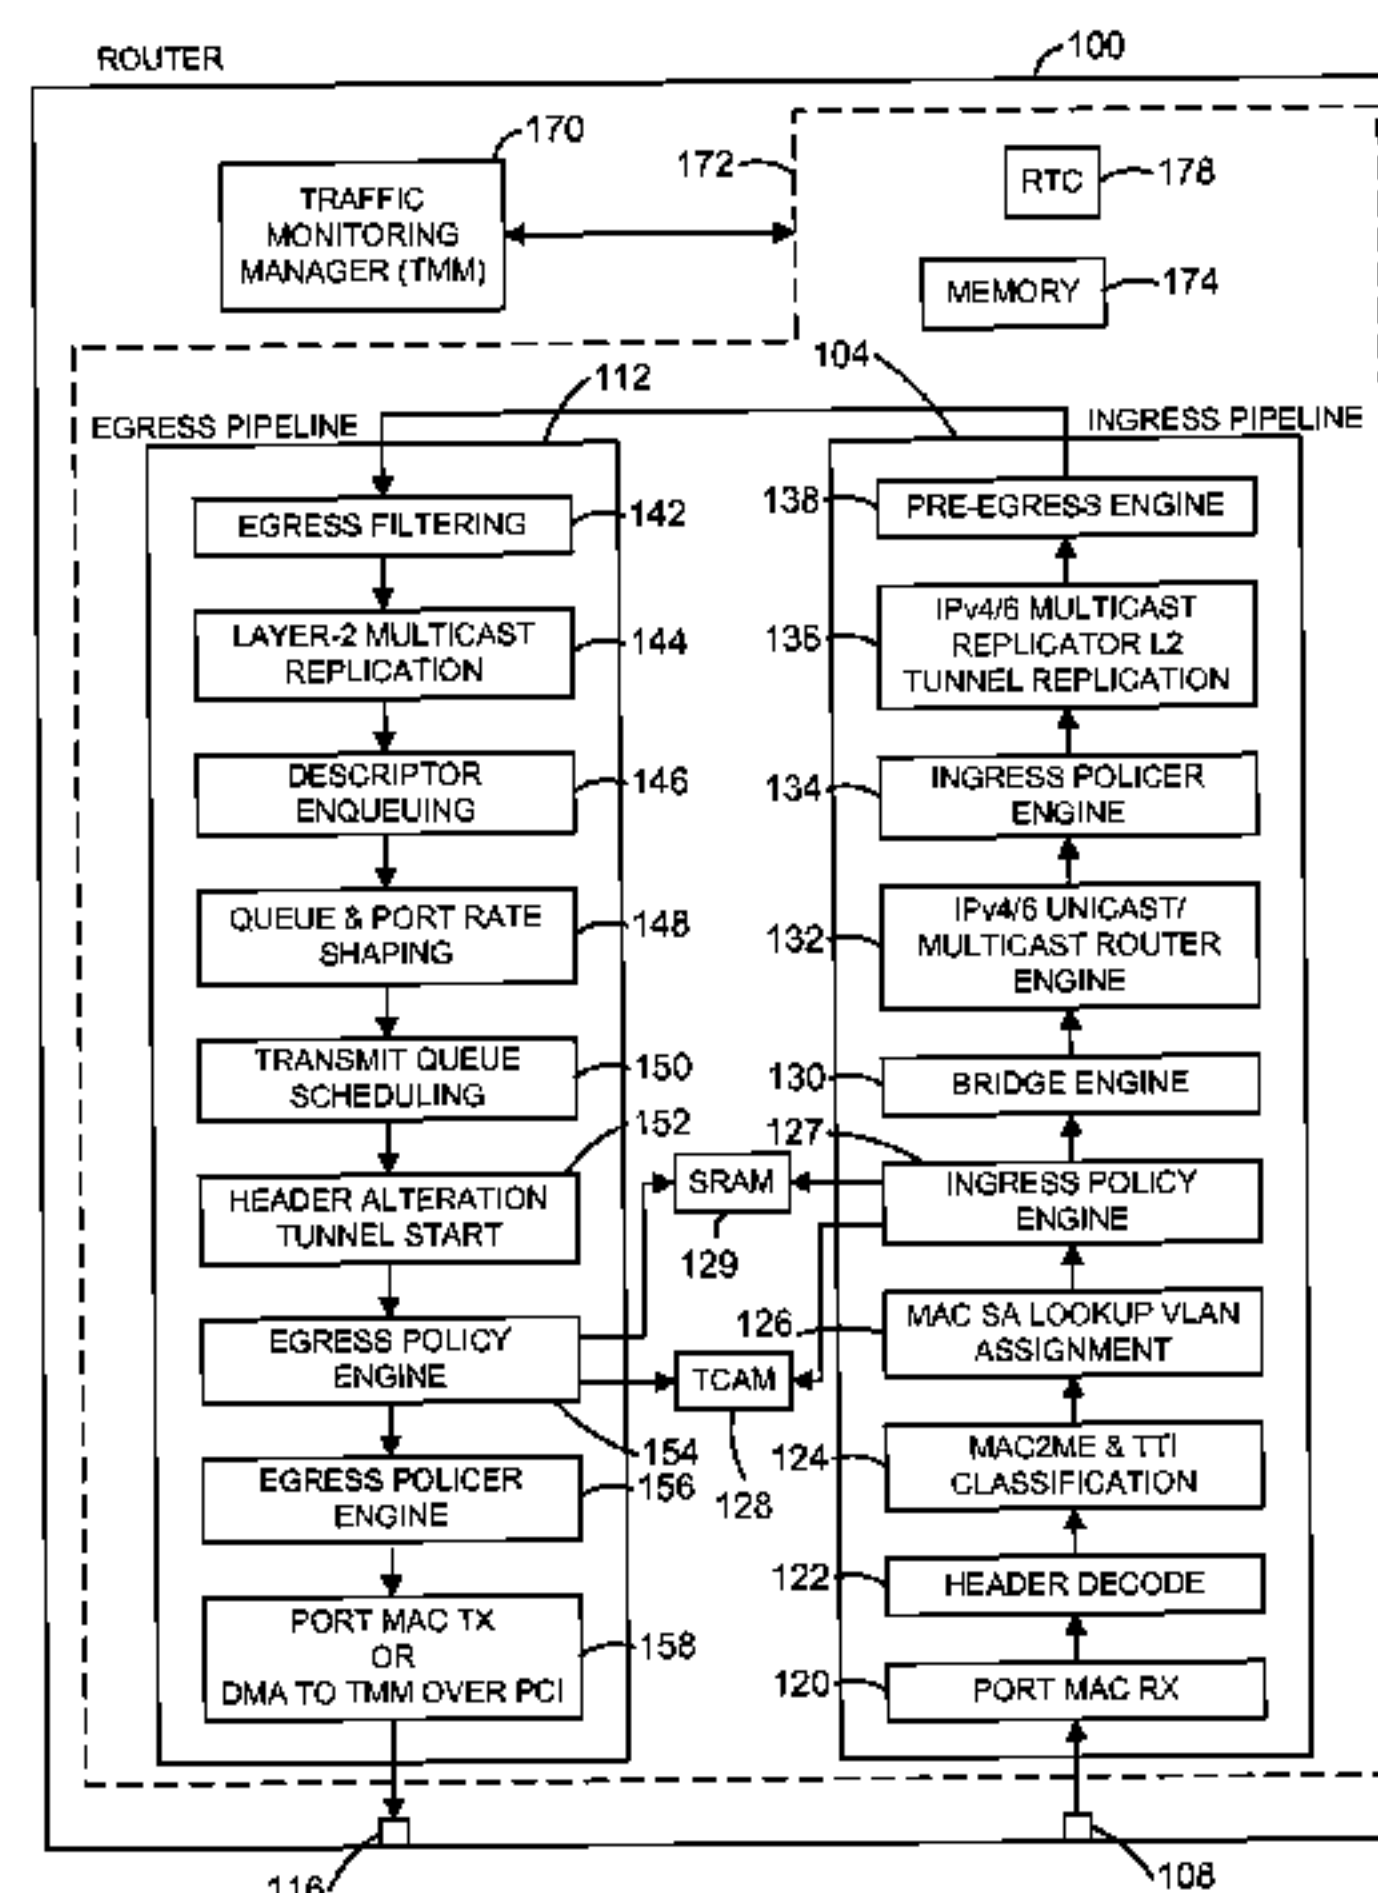 ROUTER
100
170
TRAFFIC
MONITORING
MANAGER (TMM)
172
RTC
178
MEMORY
174
104
112
EGRESS PIPELINE
INGRESS PIPELINE
EGRESS FILTERING
142
LAYER-2 MULTICAST
REPLICATION
144
DESCRIPTOR
ENQUEUING
146
QUEUE & PORT RATE
SHAPING
148
TRANSMIT QUEUE
SCHEDULING
150
152
HEADER ALTERATION
TUNNEL START
EGRESS POLICY
ENGINE
154
EGRESS POLICER
ENGINE
156
PORT MAC TX
OR
DMA TO TMM OVER PCI
158
116
SRAM
129
TCAM
128
138
PRE-EGRESS ENGINE
136
IPv4/6 MULTICAST
REPLICATOR L2
TUNNEL REPLICATION
134
INGRESS POLICER
ENGINE
132
IPv4/6 UNICAST/
MULTICAST ROUTER
ENGINE
130
BRIDGE ENGINE
127
INGRESS POLICY
ENGINE
126
MAC SA LOOKUP VLAN
ASSIGNMENT
124
MAC2ME & TTI
CLASSIFICATION
122
HEADER DECODE
120
PORT MAC RX
108